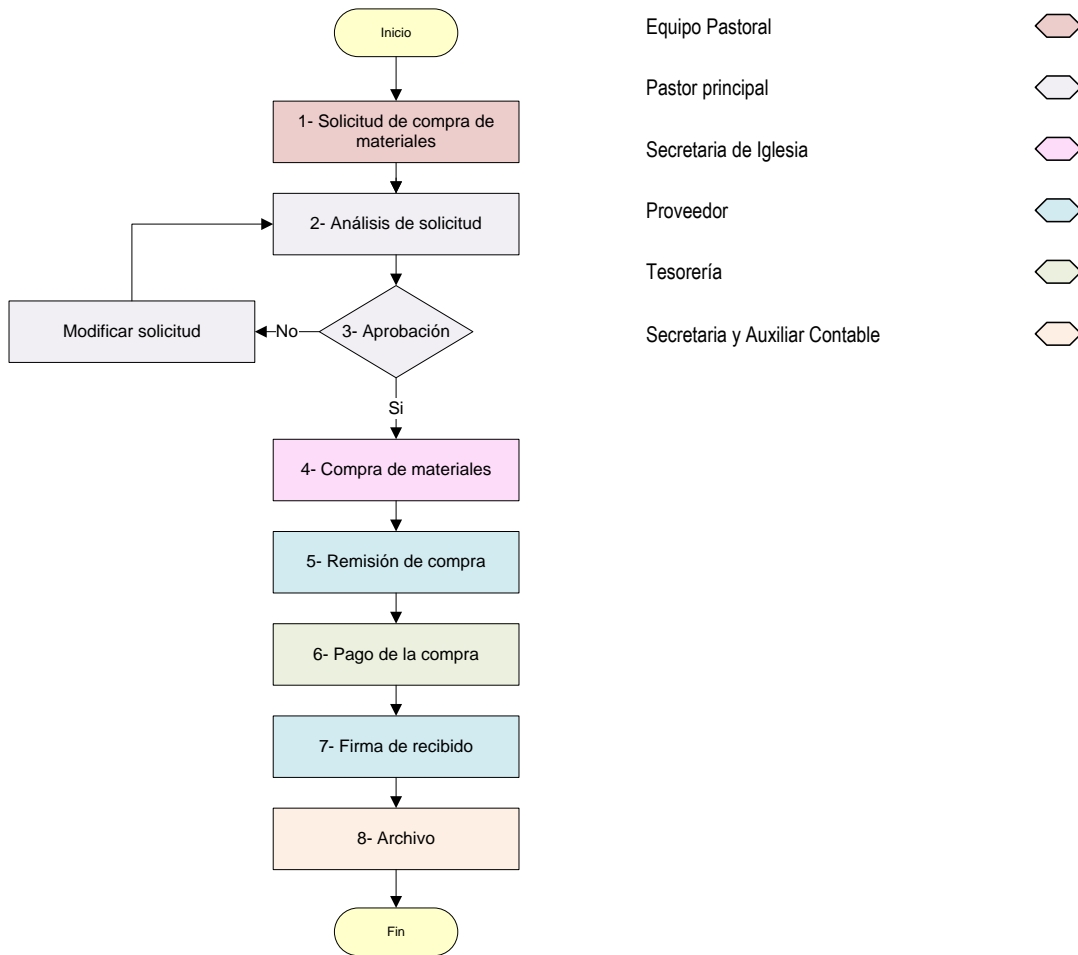 Inicio
1- Solicitud de compra de
materiales
2- Análisis de solicitud
Modificar solicitud
No
3- Aprobación
Si
4- Compra de materiales
5- Remisión de compra
6- Pago de la compra
7- Firma de recibido
8- Archivo
Fin
Equipo Pastoral
Pastor principal
Secretaria de Iglesia
Proveedor
Tesorería
Secretaria y Auxiliar Contable